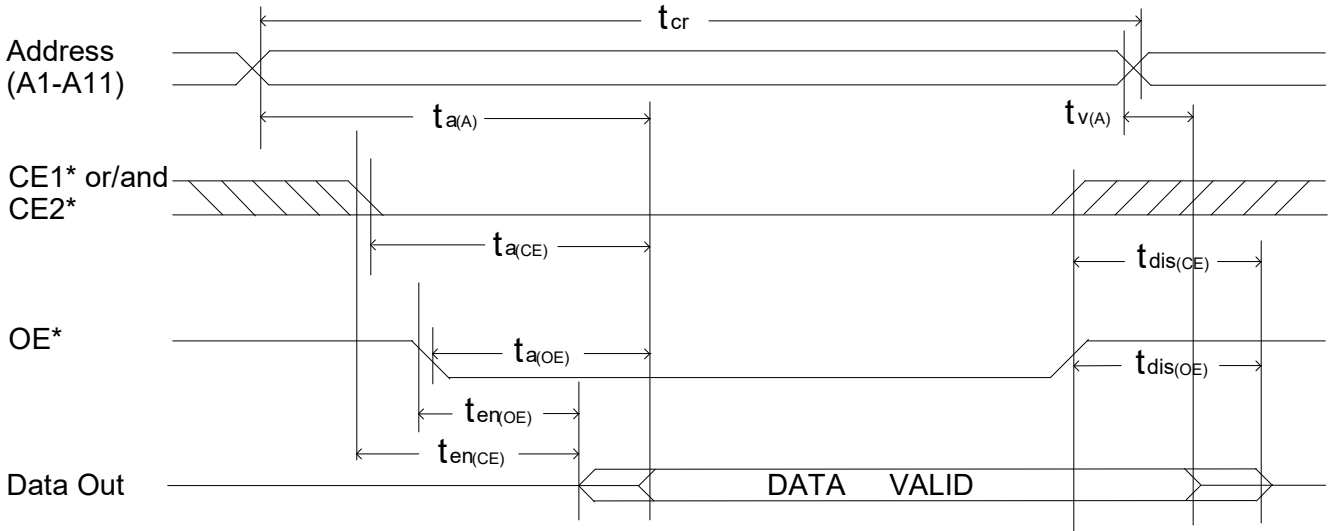 tcr
Address
(A1-A11)
ta(A)
tv(A)
CE1* or/and
CE2*
ta(CE)
tdis(CE)
OE*
ta(OE)
tdis(OE)
ten(OE)
ten(CE)
Data Out
DATA VALID